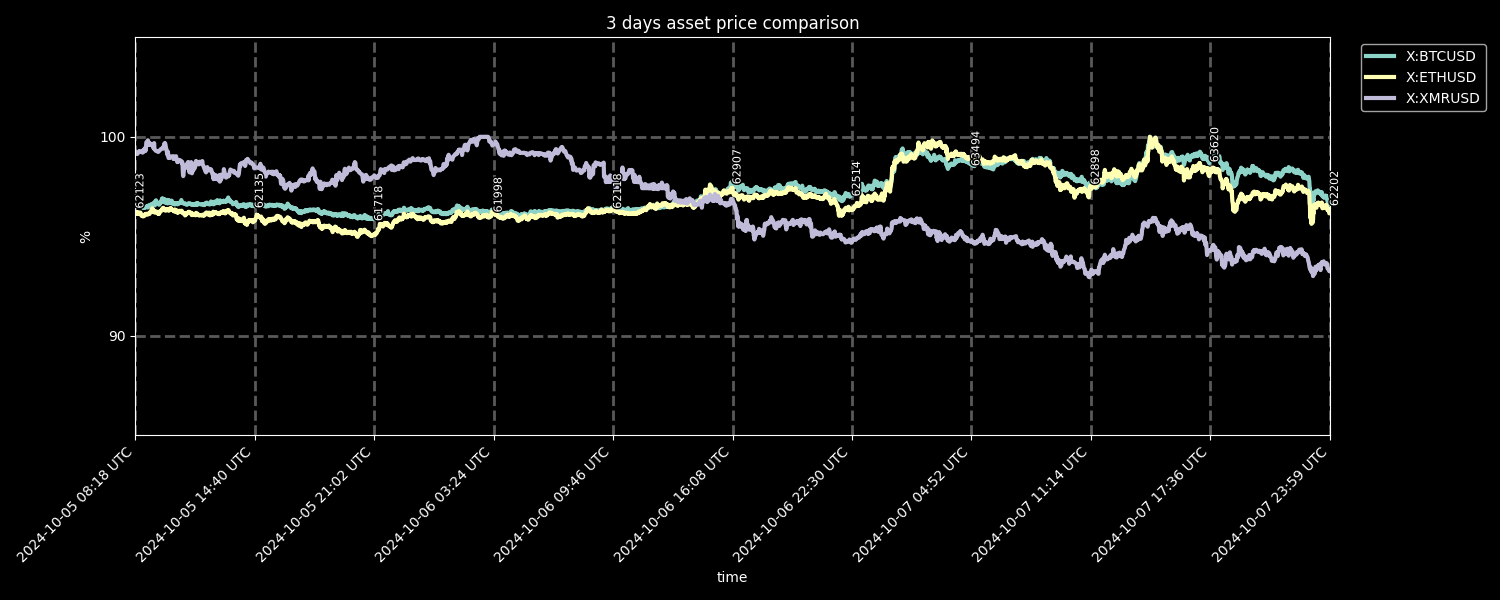 3 days asset price comparison
X:BTCUSD
X:ETHUSD
X:XMRUSD
100
90
%
62123
62135
61718
61998
62118
62907
62514
63494
62898
63620
62202
2024-10-05 08:18 UTC
2024-10-05 14:40 UTC
2024-10-05 21:02 UTC
2024-10-06 03:24 UTC
2024-10-06 09:46 UTC
2024-10-06 16:08 UTC
2024-10-06 22:30 UTC
2024-10-07 04:52 UTC
2024-10-07 11:14 UTC
2024-10-07 17:36 UTC
2024-10-07 23:59 UTC
time